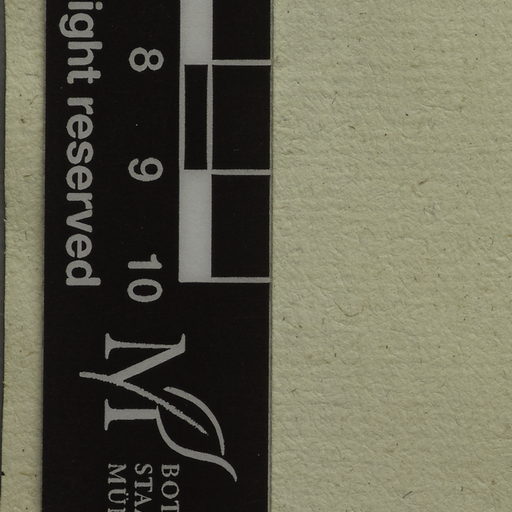 ight reserved
8 9 10
M
BOT
STA
MÜ